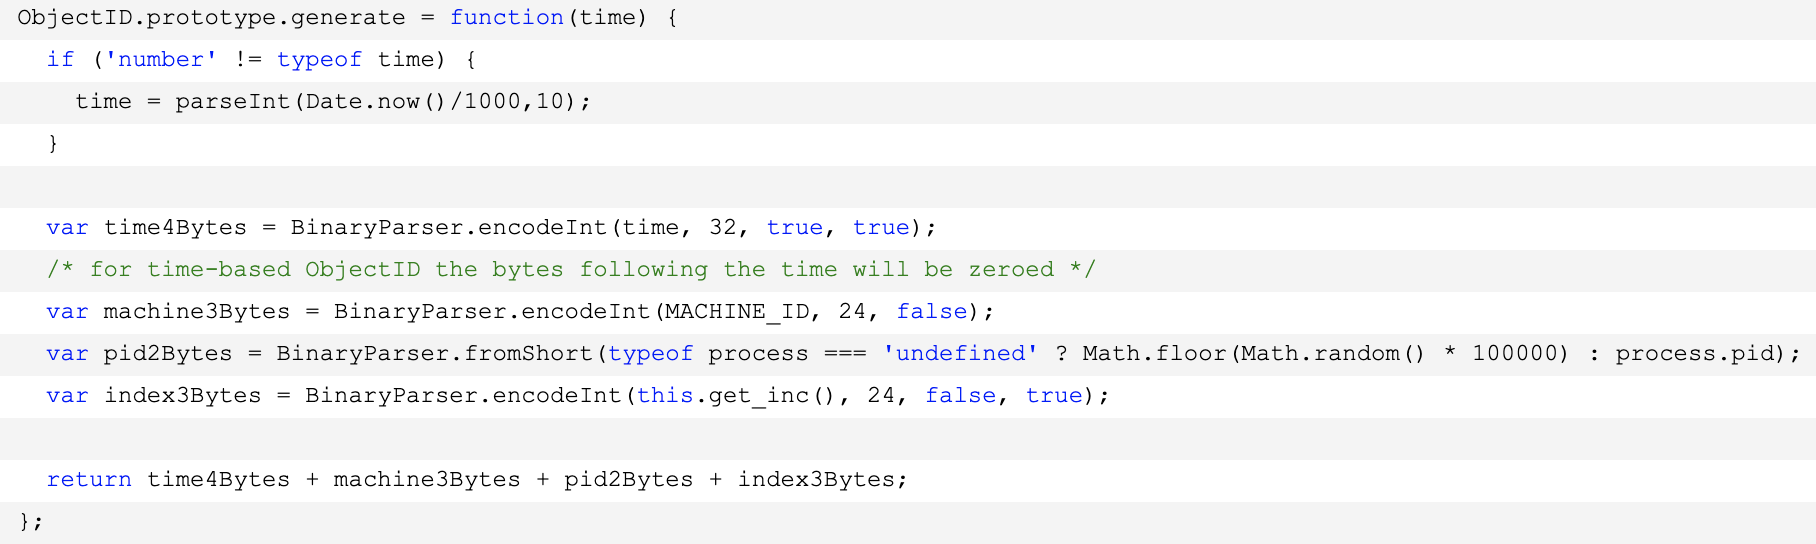 ObjectID.prototype.generate = function(time) {
  if ('number' != typeof time) {
    time = parseInt(Date.now()/1000,10);
  }

  var time4Bytes = BinaryParser.encodeInt(time, 32, true, true);
  /* for time-based ObjectID the bytes following the time will be zeroed */
  var machine3Bytes = BinaryParser.encodeInt(MACHINE_ID, 24, false);
  var pid2Bytes = BinaryParser.fromShort(typeof process === 'undefined' ? Math.floor(Math.random() * 100000) : process.pid);
  var index3Bytes = BinaryParser.encodeInt(this.get_inc(), 24, false, true);

  return time4Bytes + machine3Bytes + pid2Bytes + index3Bytes;
};